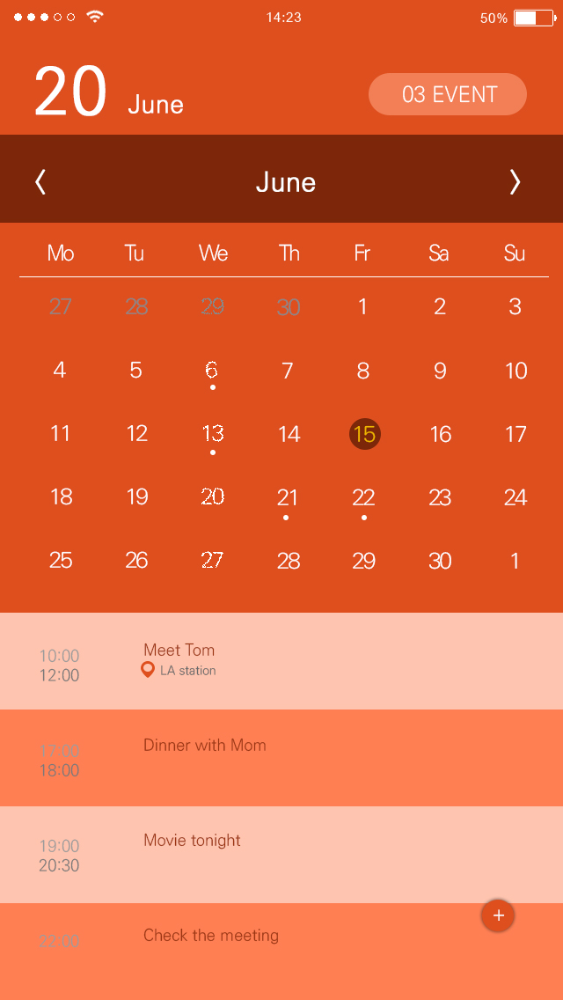 14:23
50%
20 June
03 EVENT
June
Mo Tu We Th Fr Sa Su
27 28 29 30 1 2 3
4 5 6 7 8 9 10
11 12 13 14 15 16 17
18 19 20 21 22 23 24
25 26 27 28 29 30 1
10:00
12:00
Meet Tom
LA station
17:00
18:00
Dinner with Mom
19:00
20:30
Movie tonight
22:00
Check the meeting
+